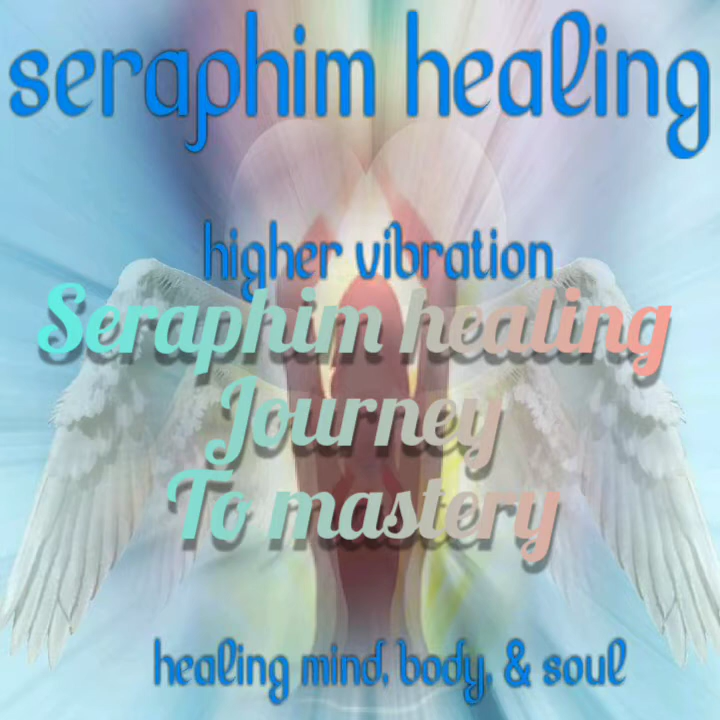 seraphim healing
higher vibration
Seraphim healing
Journey
To mastery
healing mind, body, & soul